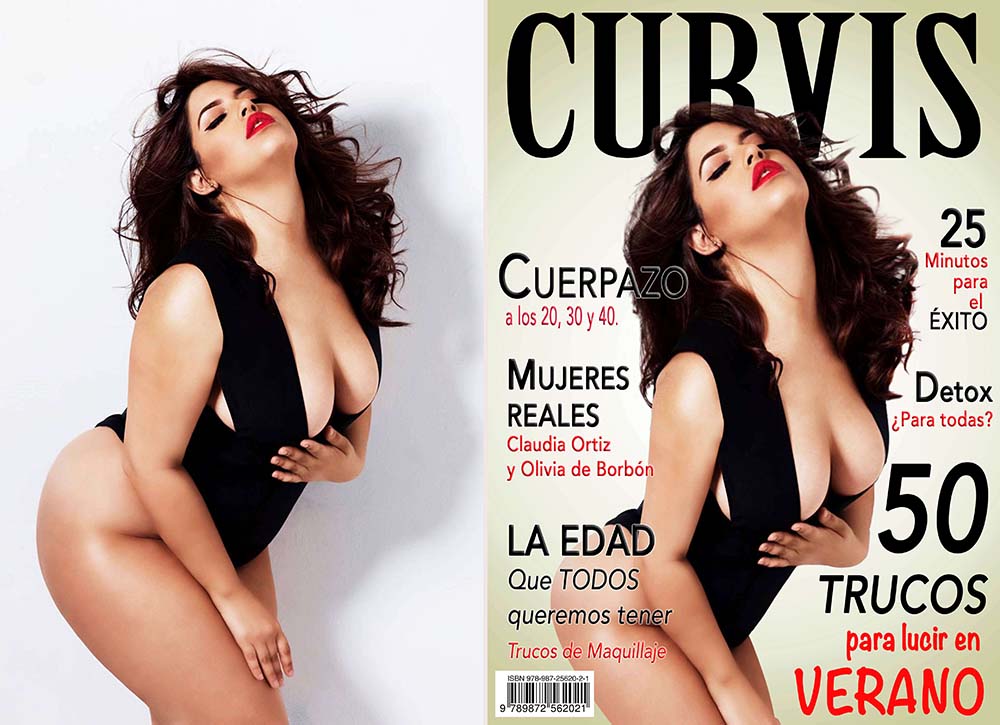 CURVIS
25
Minutos
para
el
ÉXITO
CUERPAZO
a los 20, 30 y 40.
MUJERES
REALES
Claudia Ortiz
y Olivia de Borbón
Detox
¿Para todas?
50
TRUCOS
para lucir en
VERANO
LA EDAD
Que TODOS
queremos tener
Trucos de Maquillaje
ISBN 978-987-25620-2-1
9 789872 562021